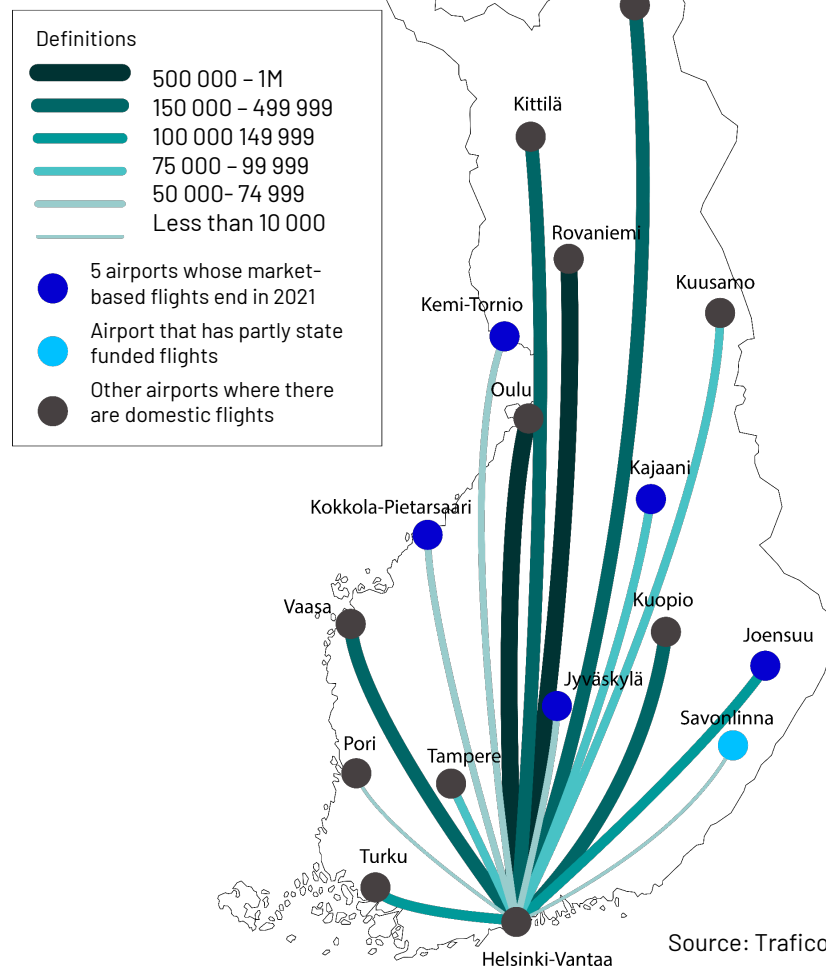 Definitions
500 000 – 1M
150 000 – 499 999
100 000 149 999
75 000 – 99 999
50 000- 74 999
Less than 10 000
5 airports whose market-
based flights end in 2021
Airport that has partly state
funded flights
Other airports where there
are domestic flights
Kittilä
Rovaniemi
Kuusamo
Kemi-Tornio
Oulu
Kajaani
Kokkola-Pietarsaari
Vaasa
Kuopio
Joensuu
Jyväskylä
Savonlinna
Pori
Tampere
Turku
Helsinki-Vantaa
Source: Trafico